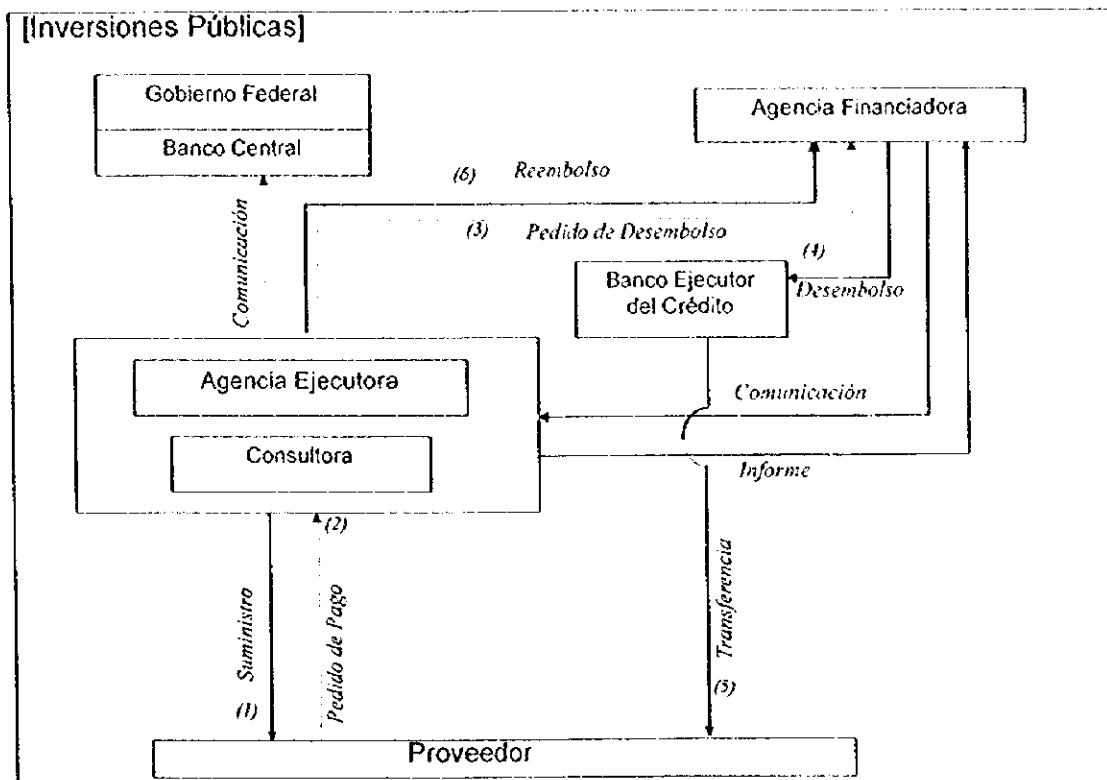 [Inversiones Públicas]
Gobierno Federal
Banco Central
Agencia Financiadora
(6) Reembolso
(3) Pedido de Desembolso
(4)
Desembolso
Banco Ejecutor
del Crédito
Comunicación
Agencia Ejecutora
Consultora
Comunicación
Informe
(2)
Suministro
(1)
Pedido de Pago
Transferencia
(5)
Proveedor